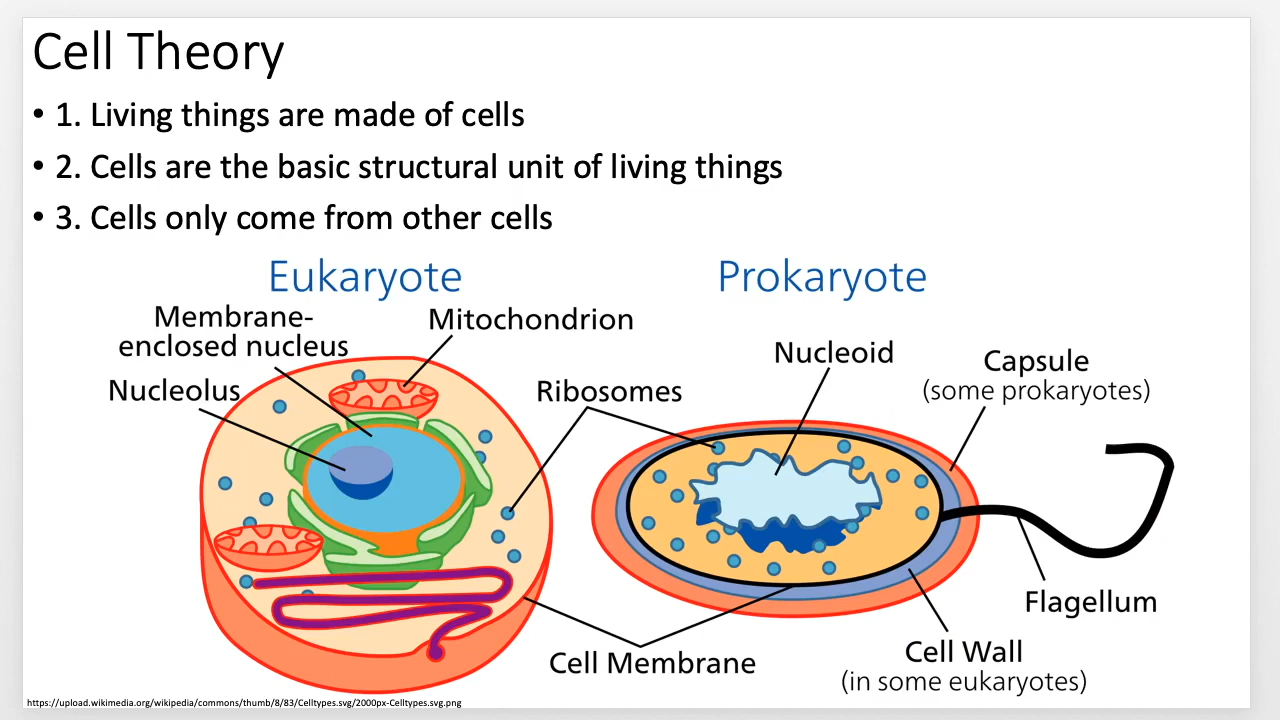 Cell Theory
• 1. Living things are made of cells
• 2. Cells are the basic structural unit of living things
• 3. Cells only come from other cells
Eukaryote
Prokaryote
Membrane-
enclosed nucleus
Mitochondrion
Nucleolus
Ribosomes
Nucleoid
Capsule
(some prokaryotes)
Flagellum
Cell Membrane
Cell Wall
(in some eukaryotes)
https://upload.wikimedia.org/wikipedia/commons/thumb/8/83/Celltypes.svg/2000px-Celltypes.svg.png